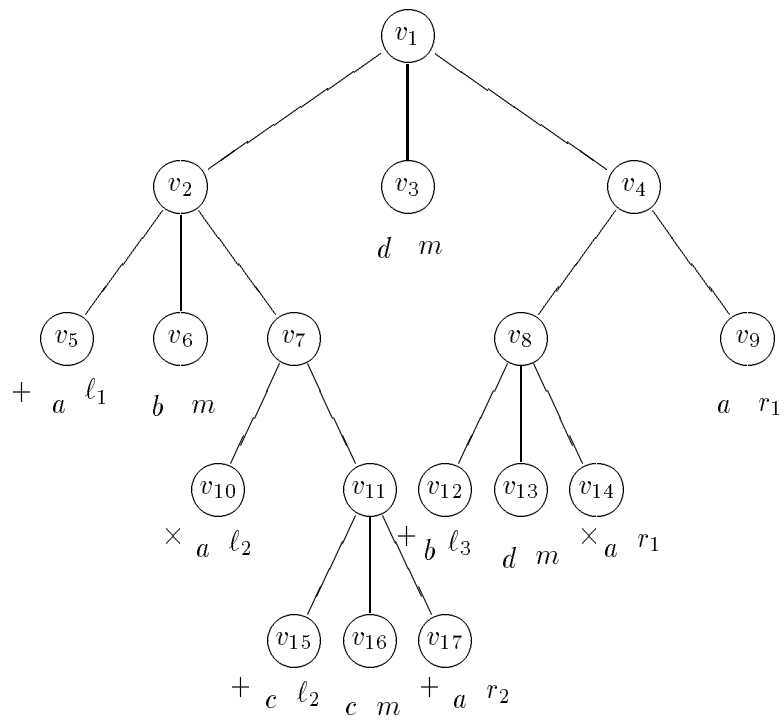 v₁
v₂ v₃ v₄
d m
v₅ v₆ v₇ v₈ v₉
+ a ℓ₁ b m a r₁
v₁₀ v₁₁ v₁₂ v₁₃ v₁₄
× a ℓ₂ + b ℓ₃ d m × a r₁
v₁₅ v₁₆ v₁₇
+ c ℓ₂ c m + a r₂